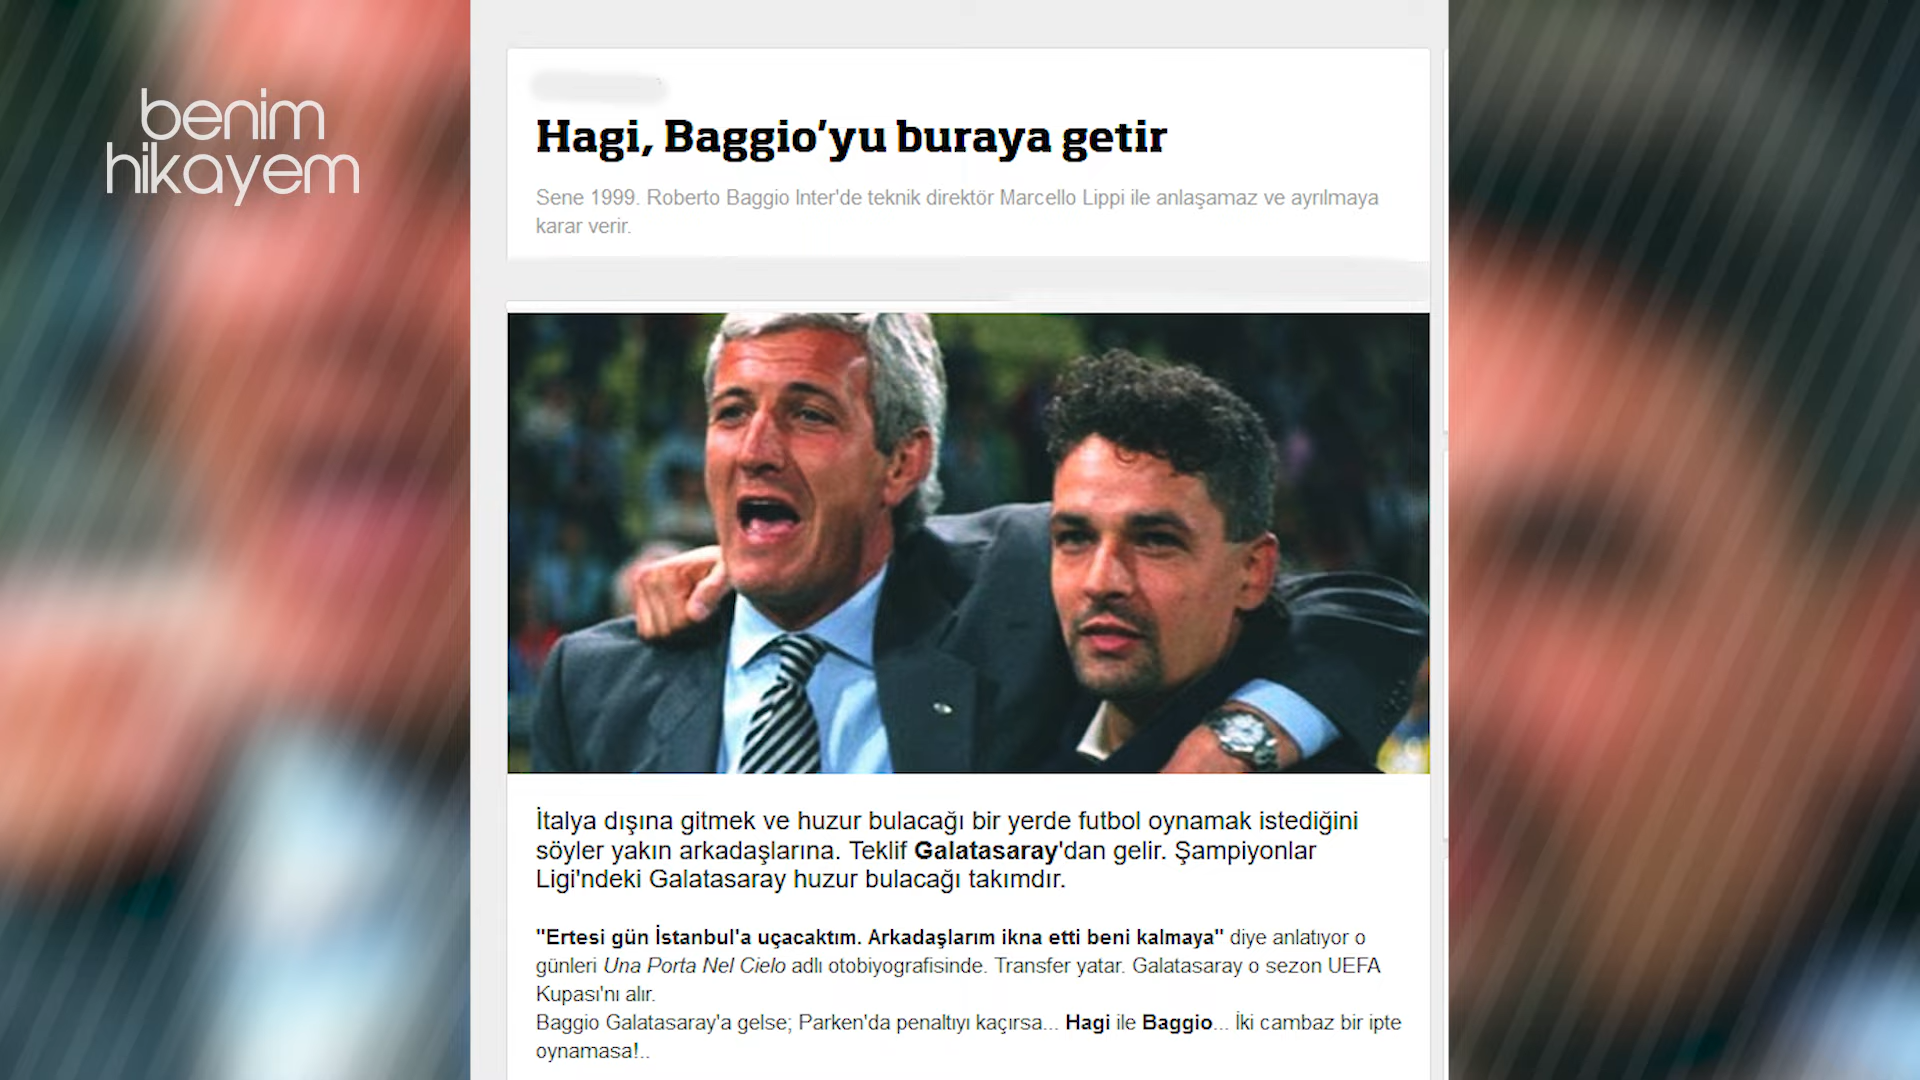 benim
hikayem
Hagi, Baggio'yu buraya getir
Sene 1999. Roberto Baggio Inter'de teknik direktör Marcello Lippi ile anlaşamaz ve ayrılmaya
karar verir.
İtalya dışına gitmek ve huzur bulacağı bir yerde futbol oynamak istediğini
söyler yakın arkadaşlarına. Teklif Galatasaray'dan gelir. Şampiyonlar
Ligi'ndeki Galatasaray huzur bulacağı takımdır.
"Ertesi gün İstanbul'a uçacaktım. Arkadaşlarım ikna etti beni kalmaya" diye anlatıyor o
günleri Una Porta Nel Cielo adlı otobiyografisinde. Transfer yatar. Galatasaray o sezon UEFA
Kupası'nı alır.
Baggio Galatasaray'a gelse; Parken'da penaltıyı kaçırsa... Hagi ile Baggio... İki cambaz bir ipte
oynamasa!..